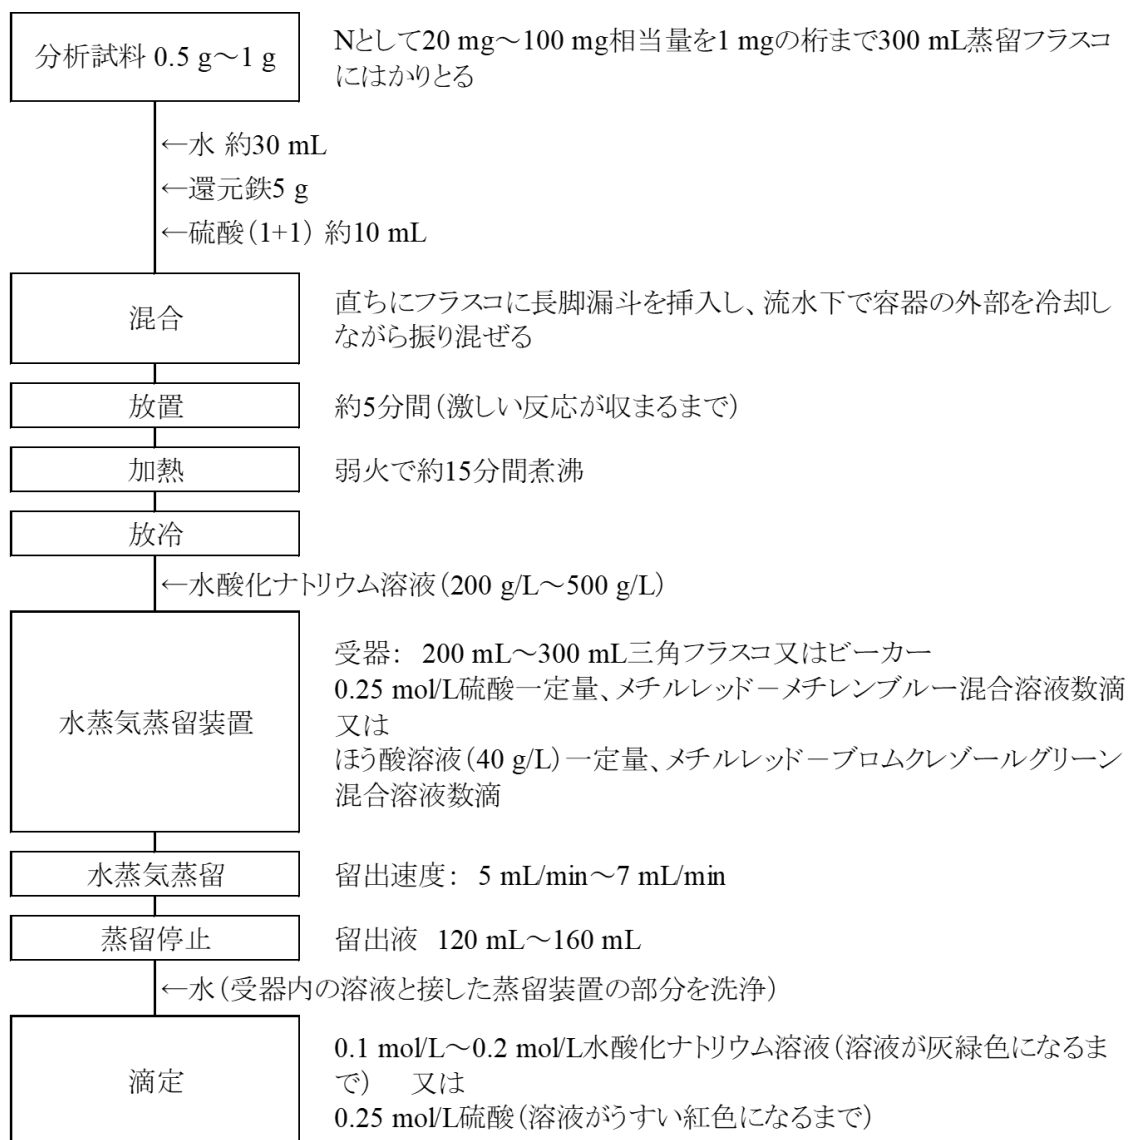 分析試料 0.5 g～1 g
Nとして20 mg～100 mg相当量を1 mgの桁まで300 mL蒸留フラスコ
にはかりとる
←水 約30 mL
←還元鉄5 g
←硫酸(1+1) 約10 mL
混合
直ちにフラスコに長脚漏斗を挿入し、流水下で容器の外部を冷却し
ながら振り混ぜる
放置
約5分間(激しい反応が収まるまで)
加熱
弱火で約15分間煮沸
放冷
←水酸化ナトリウム溶液(200 g/L～500 g/L)
水蒸気蒸留装置
受器： 200 mL～300 mL三角フラスコ又はビーカー
0.25 mol/L硫酸一定量、メチルレッド－メチレンブルー混合溶液数滴
又は
ほう酸溶液(40 g/L)一定量、メチルレッド－ブロムクレゾールグリーン
混合溶液数滴
水蒸気蒸留
留出速度： 5 mL/min～7 mL/min
蒸留停止
留出液 120 mL～160 mL
←水(受器内の溶液と接した蒸留装置の部分を洗浄)
滴定
0.1 mol/L～0.2 mol/L水酸化ナトリウム溶液(溶液が灰緑色になるま
で) 又は
0.25 mol/L硫酸(溶液がうすい紅色になるまで)